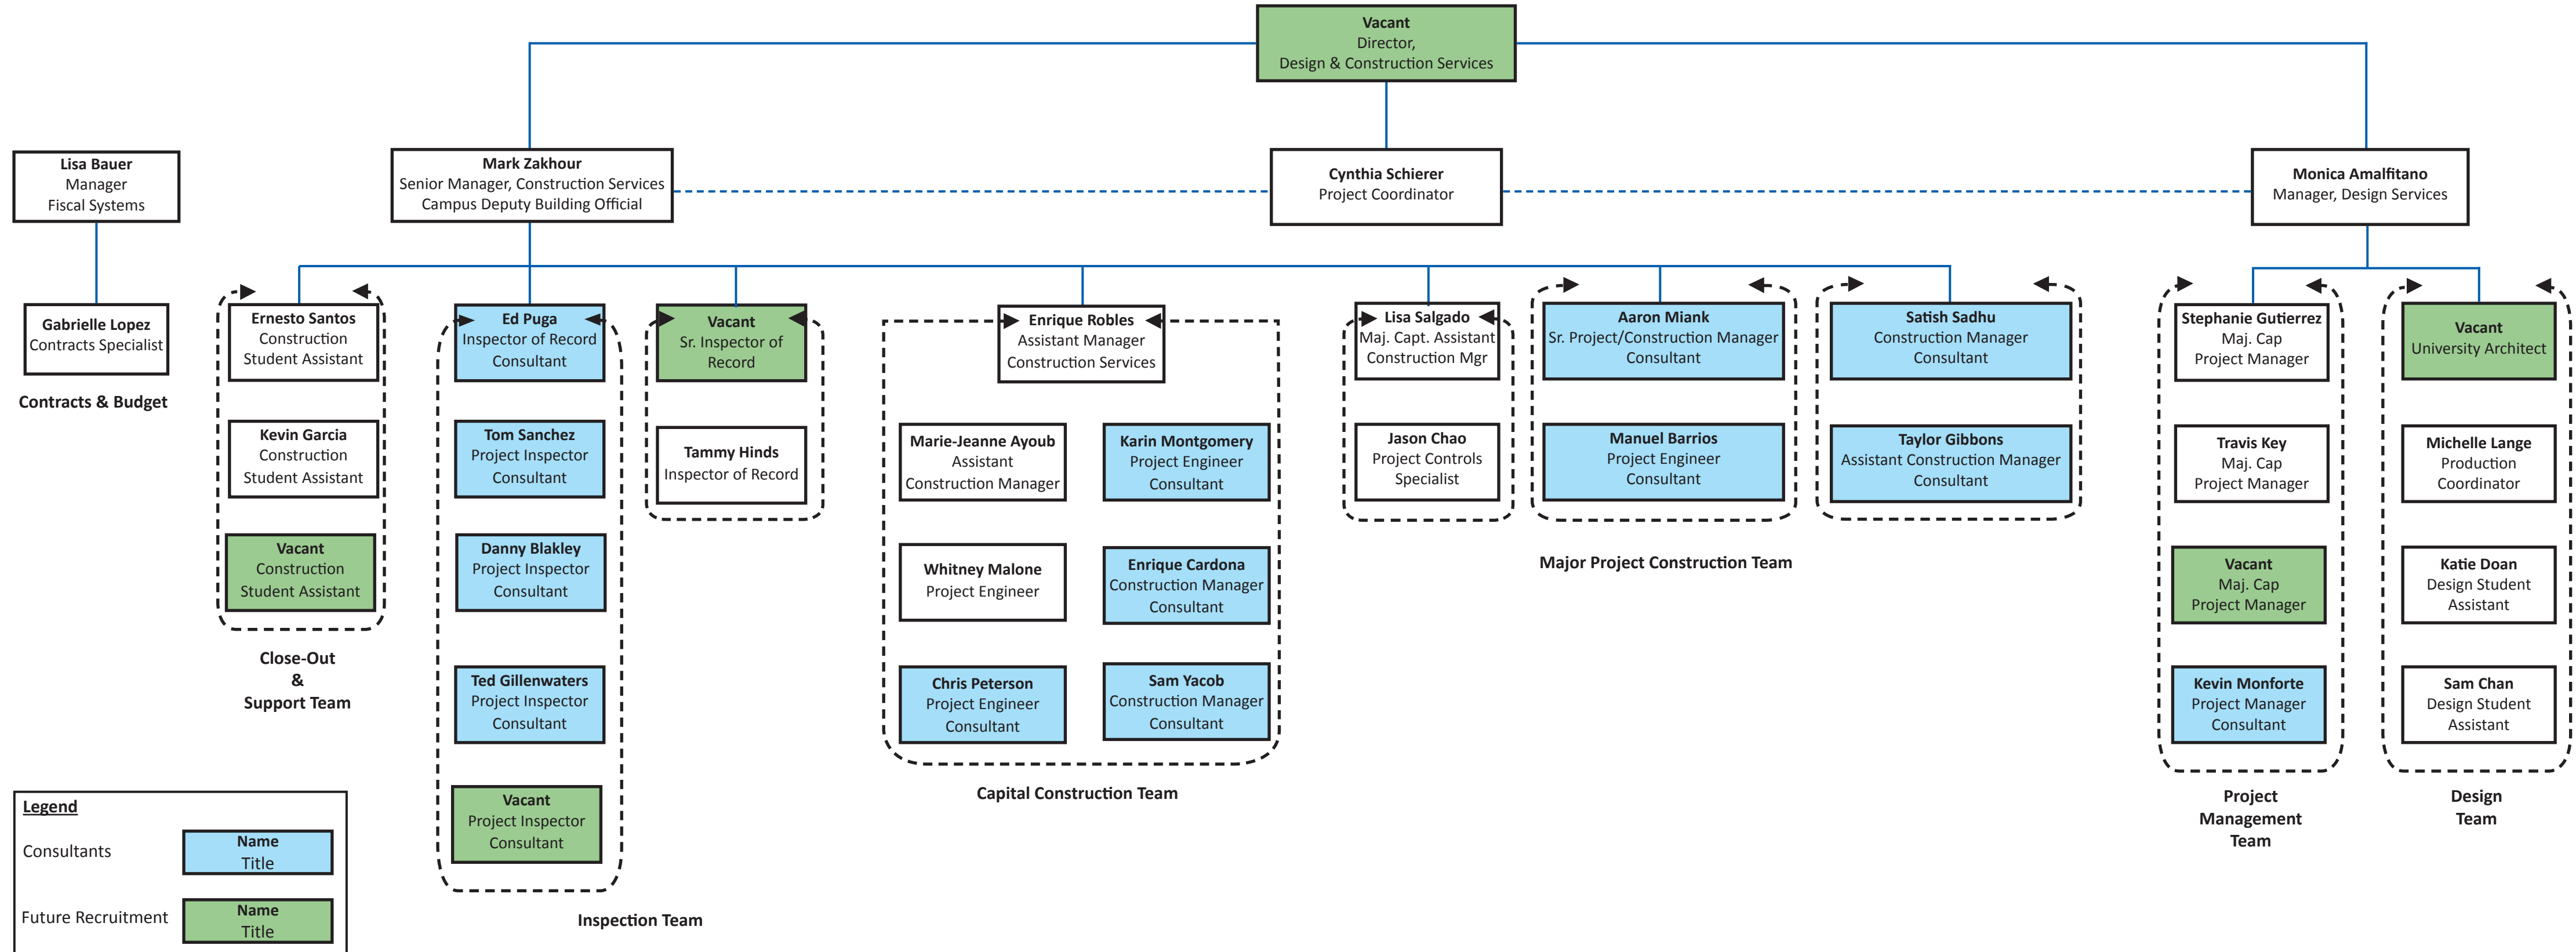 Vacant
Director,
Design & Construction Services
Lisa Bauer
Manager
Fiscal Systems
Mark Zakhour
Senior Manager, Construction Services
Campus Deputy Building Official
Cynthia Schierer
Project Coordinator
Monica Amalfitano
Manager, Design Services
Gabrielle Lopez
Contracts Specialist
Contracts & Budget
Ernesto Santos
Construction
Student Assistant
Kevin Garcia
Construction
Student Assistant
Vacant
Construction
Student Assistant
Close-Out
&
Support Team
Ed Puga
Inspector of Record
Consultant
Tom Sanchez
Project Inspector
Consultant
Danny Blakley
Project Inspector
Consultant
Ted Gillenwaters
Project Inspector
Consultant
Vacant
Project Inspector
Consultant
Vacant
Sr. Inspector of
Record
Tammy Hinds
Inspector of Record
Inspection Team
Enrique Robles
Assistant Manager
Construction Services
Marie-Jeanne Ayoub
Assistant
Construction Manager
Karin Montgomery
Project Engineer
Consultant
Whitney Malone
Project Engineer
Enrique Cardona
Construction Manager
Consultant
Chris Peterson
Project Engineer
Consultant
Sam Yacob
Construction Manager
Consultant
Capital Construction Team
Lisa Salgado
Maj. Capt. Assistant
Construction Mgr
Jason Chao
Project Controls
Specialist
Aaron Miank
Sr. Project/Construction Manager
Consultant
Manuel Barrios
Project Engineer
Consultant
Satish Sadhu
Construction Manager
Consultant
Taylor Gibbons
Assistant Construction Manager
Consultant
Major Project Construction Team
Stephanie Gutierrez
Maj. Cap
Project Manager
Travis Key
Maj. Cap
Project Manager
Vacant
Maj. Cap
Project Manager
Kevin Monforte
Project Manager
Consultant
Project
Management
Team
Vacant
University Architect
Michelle Lange
Production
Coordinator
Katie Doan
Design Student
Assistant
Sam Chan
Design Student
Assistant
Design
Team
Legend
Consultants
Name
Title
Future Recruitment
Name
Title